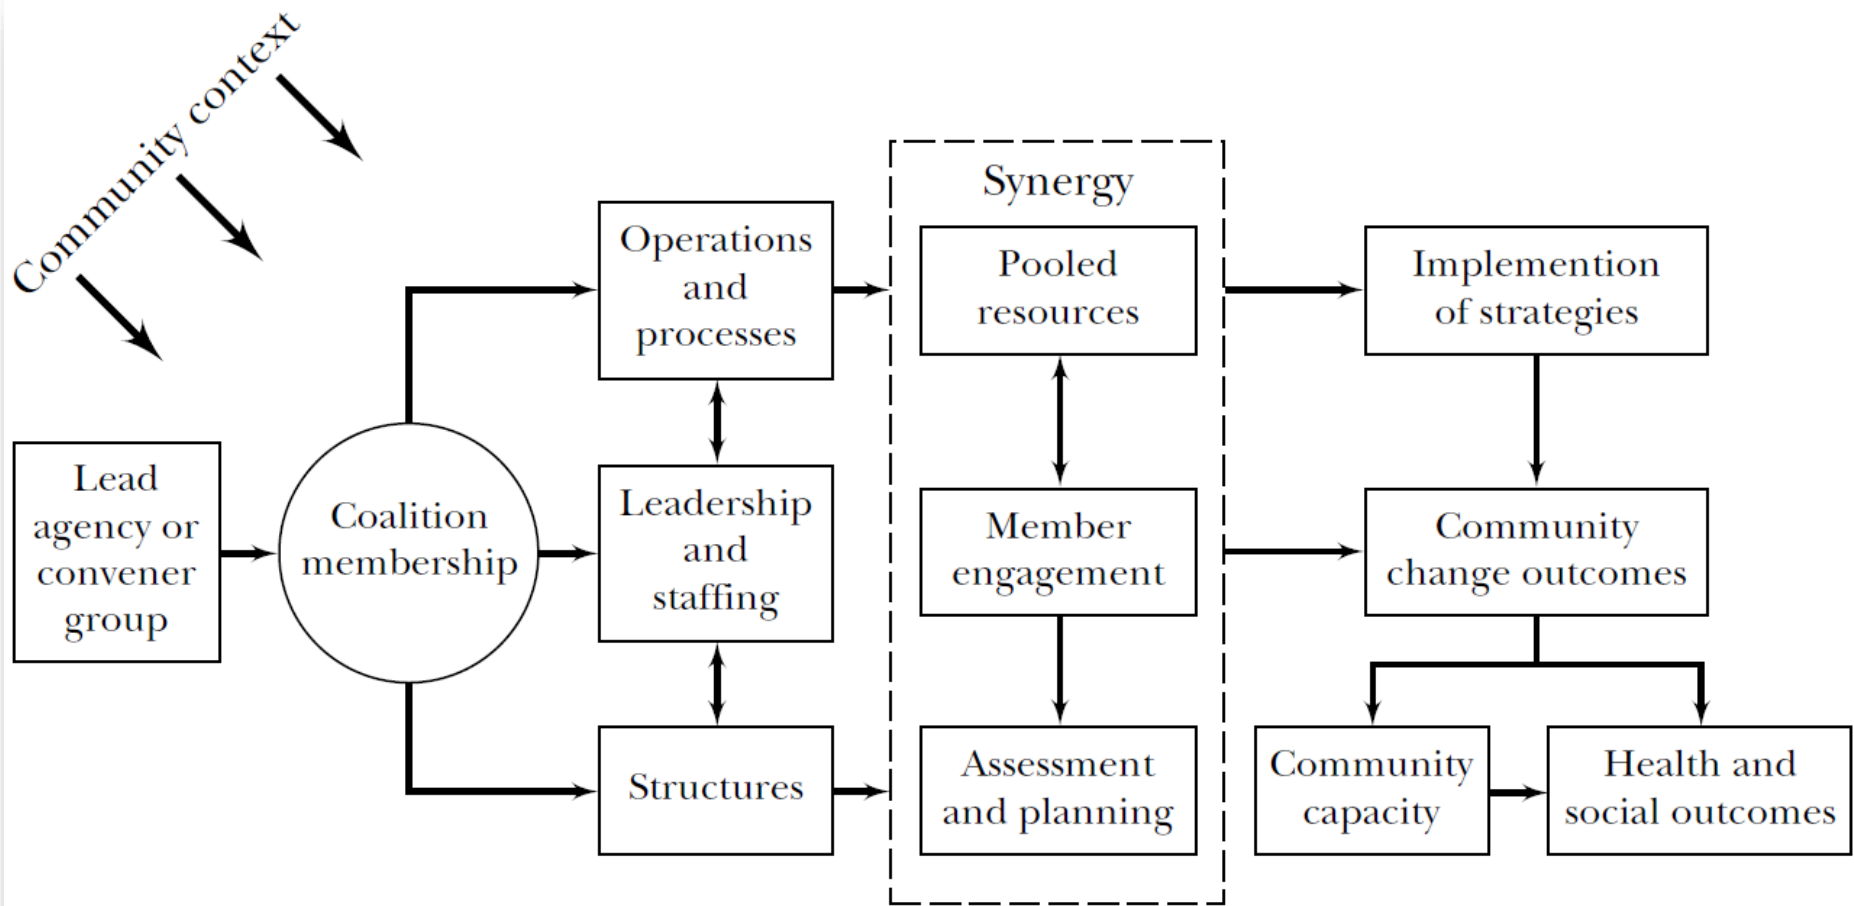 Community context
Lead
agency or
convener
group
Coalition
membership
Operations
and
processes
Leadership
and
staffing
Structures
Synergy
Pooled
resources
Member
engagement
Assessment
and planning
Implemention
of strategies
Community
change outcomes
Community
capacity
Health and
social outcomes